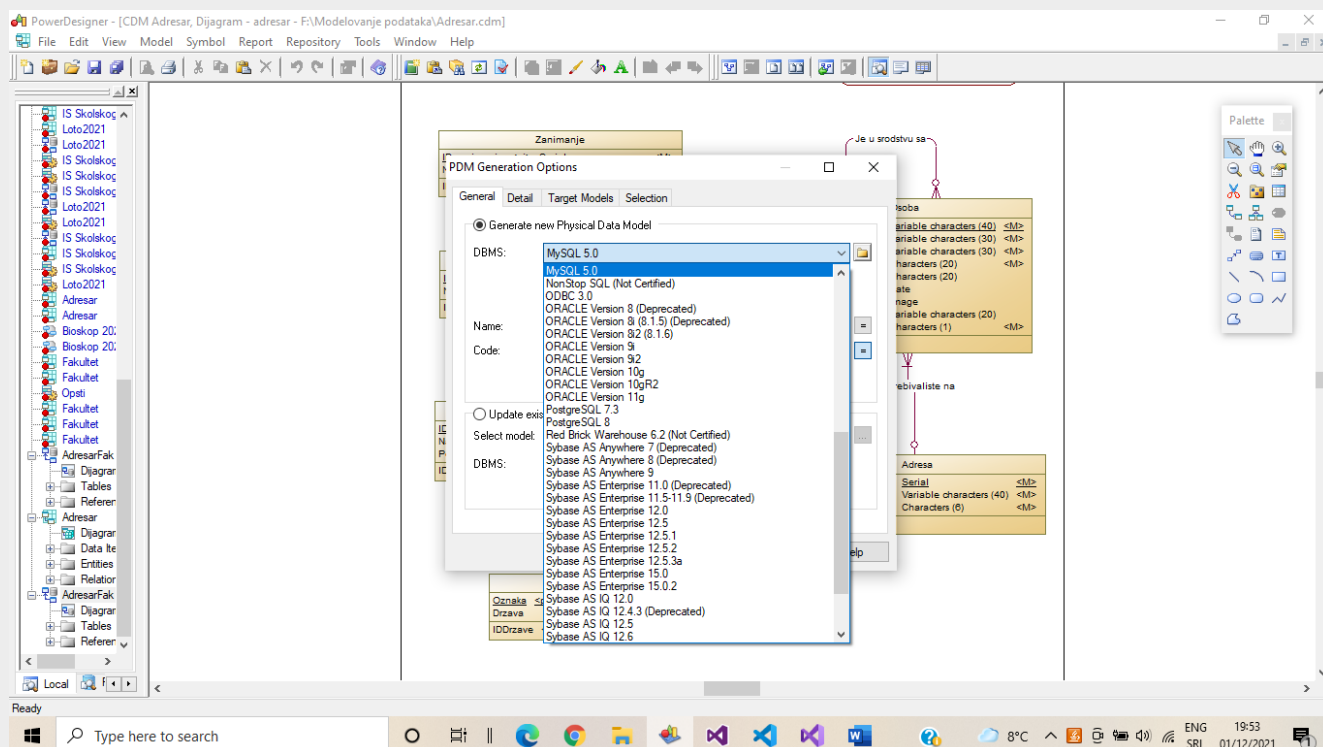 PowerDesigner - [CDM Adresar, Dijagram - adresar - F:\Modelovanje podataka\Adresar.cdm]
File Edit View Model Symbol Report Repository Tools Window Help
IS Skolskog
Loto2021
Loto2021
IS Skolskog
IS Skolskog
IS Skolskog
Loto2021
Loto2021
IS Skolskog
IS Skolskog
IS Skolskog
Loto2021
Adresar
Adresar
Bioskop 202
Bioskop 202
Fakultet
Fakultet
Opsti
Fakultet
Fakultet
Fakultet
AdresarFak
Dijagrar
Tables
Referer
Adresar
Dijagrar
Data Ite
Entities
Relation
AdresarFak
Dijagrar
Tables
Referer
Local
Zanimanje
Je u srodstvu sa
PDM Generation Options
General Detail Target Models Selection
Generate new Physical Data Model
DBMS: MySQL 5.0
MySQL 5.0
NonStop SQL (Not Certified)
ODBC 3.0
ORACLE Version 8 (Deprecated)
ORACLE Version 8i (8.1.5) (Deprecated)
ORACLE Version 8i2 (8.1.6)
ORACLE Version 9i
ORACLE Version 9i2
ORACLE Version 10g
ORACLE Version 10gR2
ORACLE Version 11g
PostgreSQL 7.3
PostgreSQL 8
Red Brick Warehouse 6.2 (Not Certified)
Sybase AS Anywhere 7 (Deprecated)
Sybase AS Anywhere 8 (Deprecated)
Sybase AS Anywhere 9
Sybase AS Enterprise 11.0 (Deprecated)
Sybase AS Enterprise 11.5-11.9 (Deprecated)
Sybase AS Enterprise 12.0
Sybase AS Enterprise 12.5
Sybase AS Enterprise 12.5.1
Sybase AS Enterprise 12.5.2
Sybase AS Enterprise 12.5.3a
Sybase AS Enterprise 15.0
Sybase AS Enterprise 15.0.2
Sybase AS IQ 12.0
Sybase AS IQ 12.4.3 (Deprecated)
Sybase AS IQ 12.5
Sybase AS IQ 12.6
Name: =
Code: =
Update exis
Select model: ...
DBMS:
elp
soba
ariable characters (40) <M>
ariable characters (30) <M>
ariable characters (30) <M>
haracters (20) <M>
haracters (20)
ate
mage
ariable characters (20)
haracters (1) <M>
rebivaliste na
Adresa
Serial <M>
Variable characters (40) <M>
Characters (6) <M>
Oznaka
Drzava
IDDrzave
Palette
Ready
Type here to search
8°C
ENG
SRL
19:53
01/12/2021